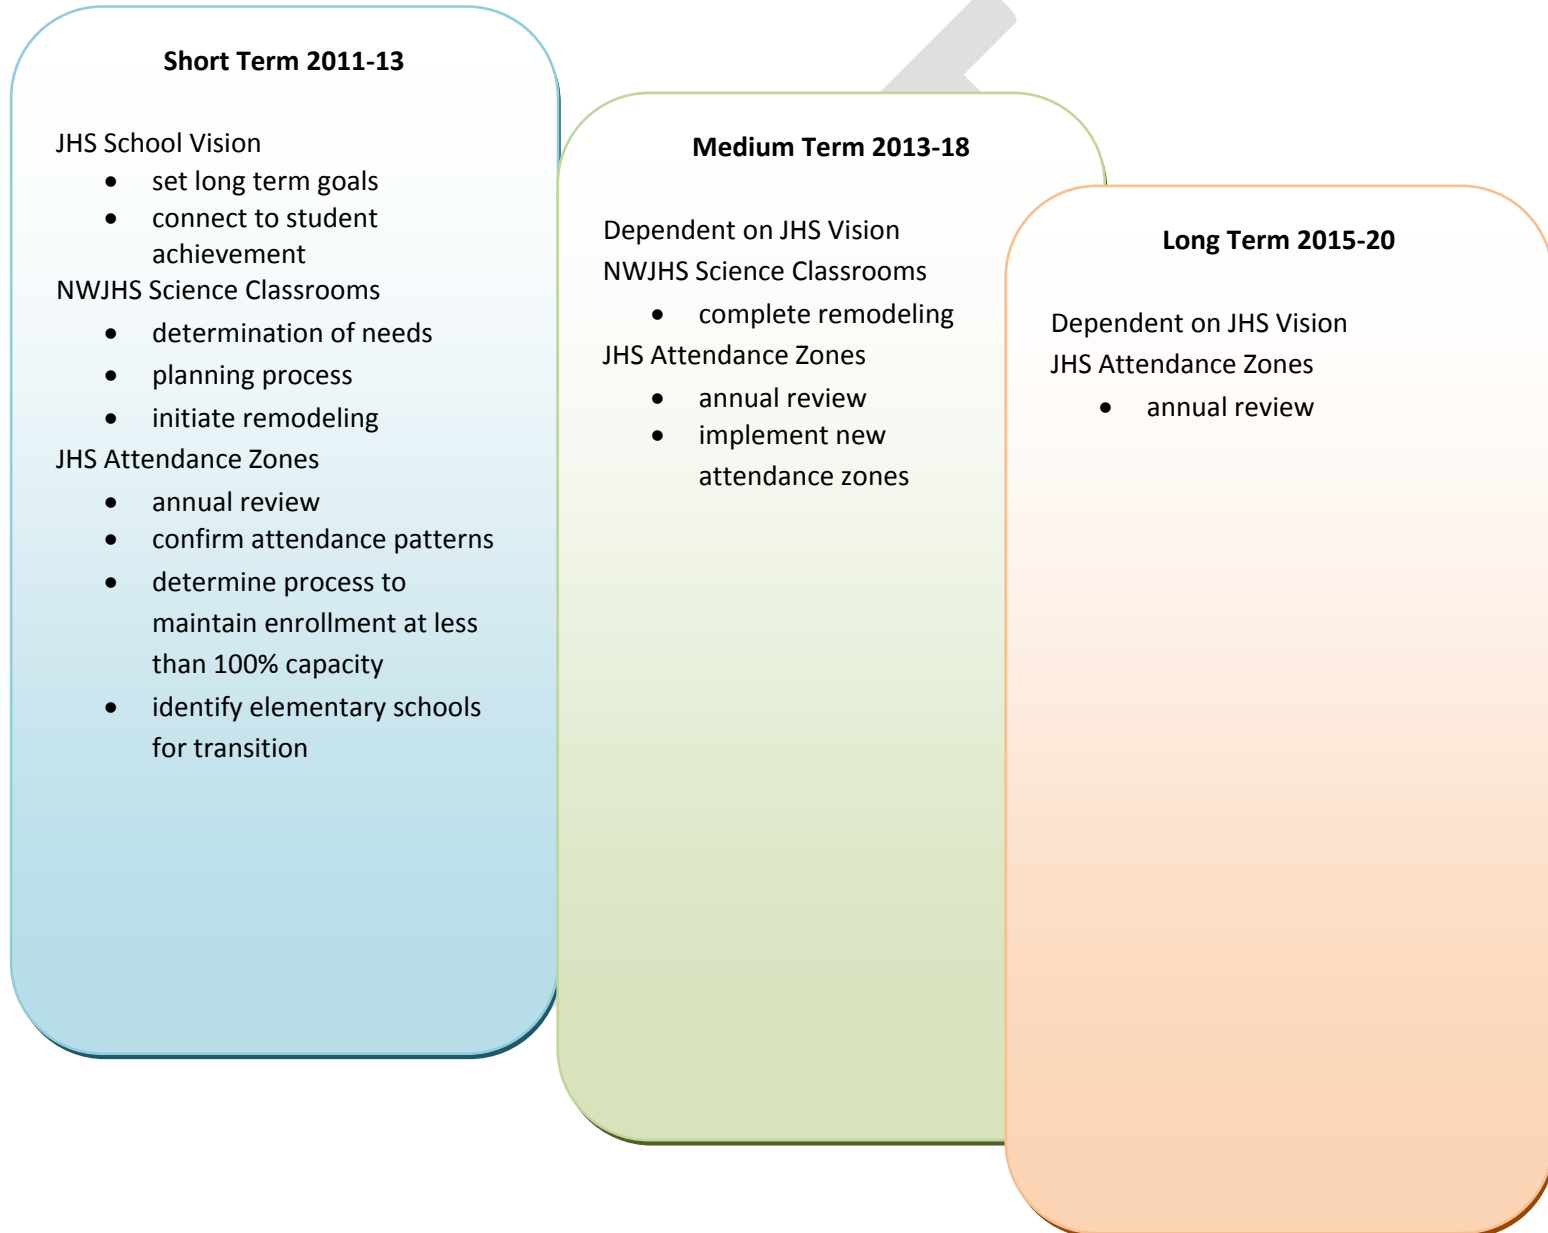 Short Term 2011-13
JHS School Vision
• set long term goals
• connect to student
achievement
NWJHS Science Classrooms
• determination of needs
• planning process
• initiate remodeling
JHS Attendance Zones
• annual review
• confirm attendance patterns
• determine process to
maintain enrollment at less
than 100% capacity
• identify elementary schools
for transition
Medium Term 2013-18
Dependent on JHS Vision
NWJHS Science Classrooms
• complete remodeling
JHS Attendance Zones
• annual review
• implement new
attendance zones
Long Term 2015-20
Dependent on JHS Vision
JHS Attendance Zones
• annual review